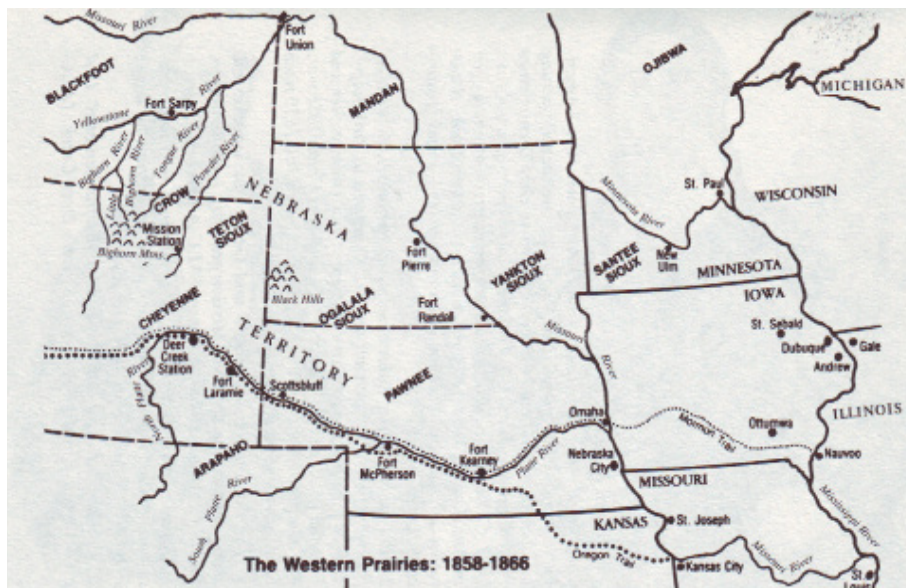 Missouri River
Fort
Union
BLACKFOOT
OJIBWA
MICHIGAN
MANDAN
Fort Sarpy
River
Yellowstone
Bighorn River
Little
Bighorn River
Tongue River
Powder River
CROW
Mission
Station
Bighorn Mtns.
NEBRASKA
TERRITORY
TETON
SIOUX
Minnesota River
St. Paul
WISCONSIN
Fort
Pierre
YANKTON
SIOUX
SANTEE
SIOUX
New
Ulm
MINNESOTA
IOWA
Black Hills
CHEYENNE
OGALALA
SIOUX
Fort
Randall
Missouri
River
St. Sebald
Dubuque
Gale
Andrew
Deer
Creek
Station
Fort
Laramie
Scottsbluff
PAWNEE
River
North Platte
Omaha
Mormon Trail
Ottumwa
ILLINOIS
Nauvoo
ARAPAHO
Fort
McPherson
Fort
Kearney
Platte River
Nebraska
City
MISSOURI
South Platte River
KANSAS
St. Joseph
Mississippi River
Oregon Trail
Kansas City
Missouri River
St.
Louis
The Western Prairies: 1858-1866